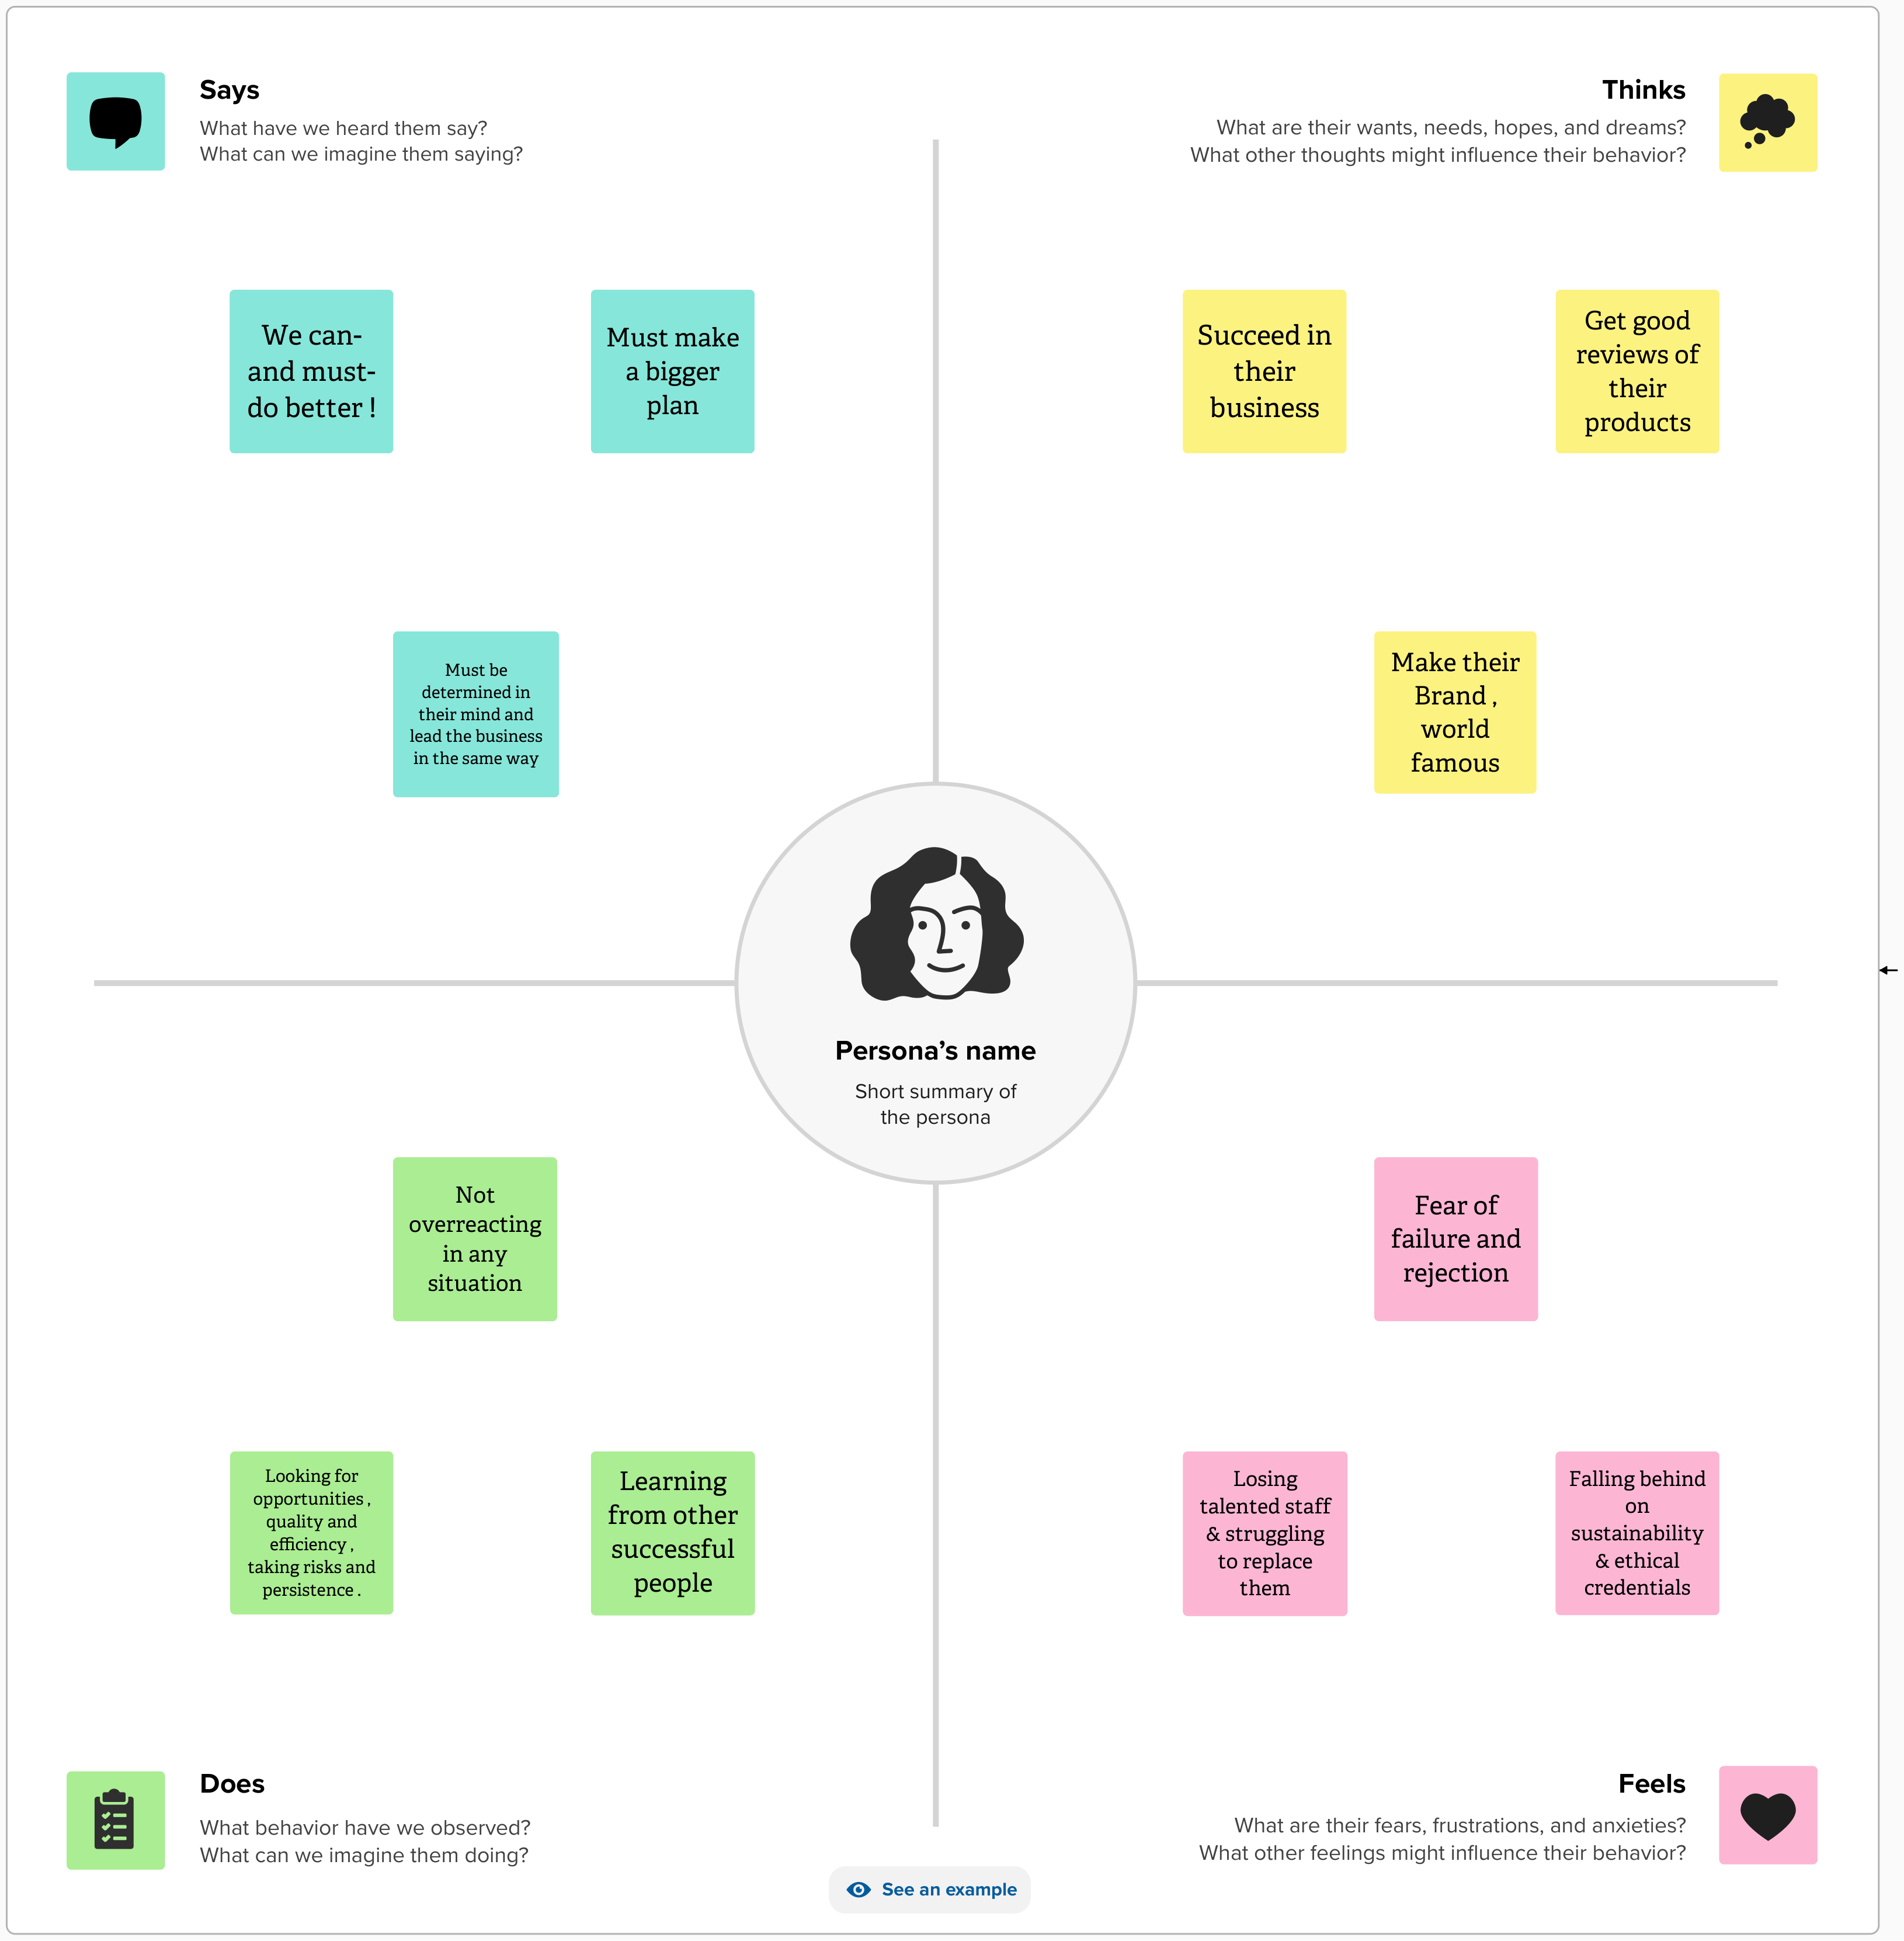 Says
What have we heard them say?
What can we imagine them saying?
Thinks
What are their wants, needs, hopes, and dreams?
What other thoughts might influence their behavior?
We can-
and must-
do better !
Must make
a bigger
plan
Succeed in
their
business
Get good
reviews of
their
products
Must be
determined in
their mind and
lead the business
in the same way
Make their
Brand ,
world
famous
Persona’s name
Short summary of
the persona
Not
overreacting
in any
situation
Fear of
failure and
rejection
Looking for
opportunities ,
quality and
efficiency ,
taking risks and
persistence .
Learning
from other
successful
people
Losing
talented staff
& struggling
to replace
them
Falling behind
on
sustainability
& ethical
credentials
Does
What behavior have we observed?
What can we imagine them doing?
Feels
What are their fears, frustrations, and anxieties?
What other feelings might influence their behavior?
See an example